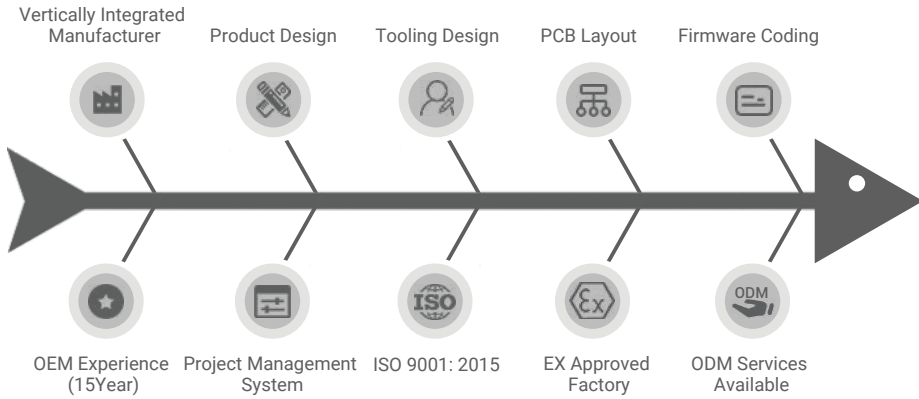 Vertically Integrated
Manufacturer
Product Design
Tooling Design
PCB Layout
Firmware Coding
ISO
Ex
ODM
OEM Experience
(15Year)
Project Management
System
ISO 9001: 2015
EX Approved
Factory
ODM Services
Available